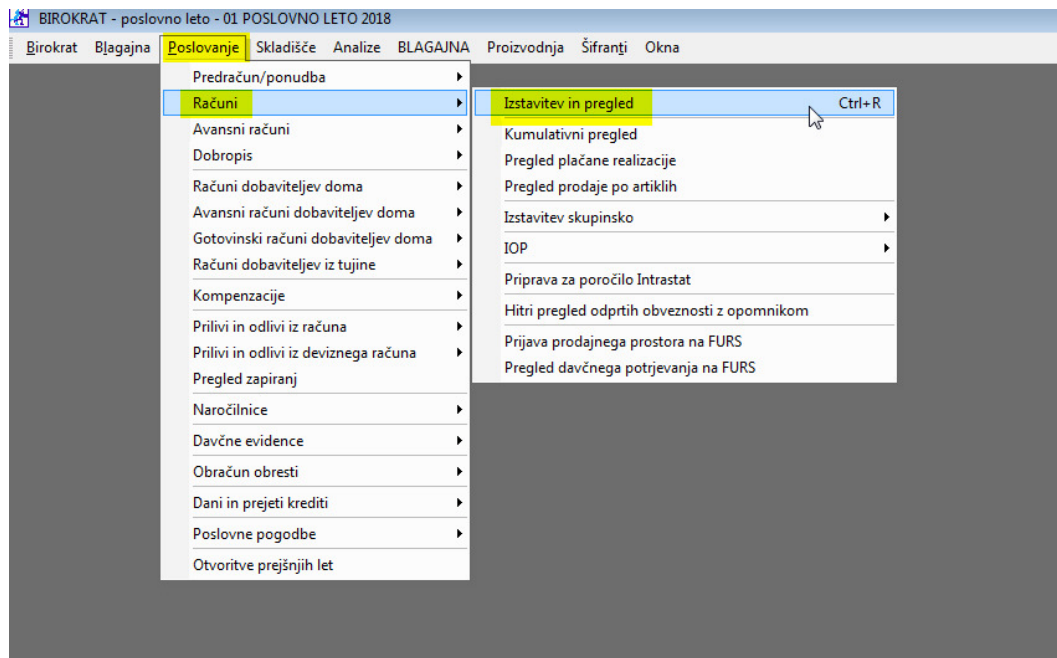 BIROKRAT - poslovno leto - 01 POSLOVNO LETO 2018
Birokrat Blagajna Poslovanje Skladišče Analize BLAGAJNA Proizvodnja Šifranti Okna
Predračun/ponudba
Računi
Avansni računi
Dobropis
Računi dobaviteljev doma
Avansni računi dobaviteljev doma
Gotovinski računi dobaviteljev doma
Računi dobaviteljev iz tujine
Kompenzacije
Prilivi in odlivi iz računa
Prilivi in odlivi iz deviznega računa
Pregled zapiranj
Naročilnice
Davčne evidence
Obračun obresti
Dani in prejeti krediti
Poslovne pogodbe
Otvoritve prejšnjih let
Izstavitev in pregled Ctrl+R
Kumulativni pregled
Pregled plačane realizacije
Pregled prodaje po artiklih
Izstavitev skupinsko
IOP
Priprava za poročilo Intrastat
Hitri pregled odprtih obveznosti z opomnikom
Prijava prodajnega prostora na FURS
Pregled davčnega potrjevanja na FURS